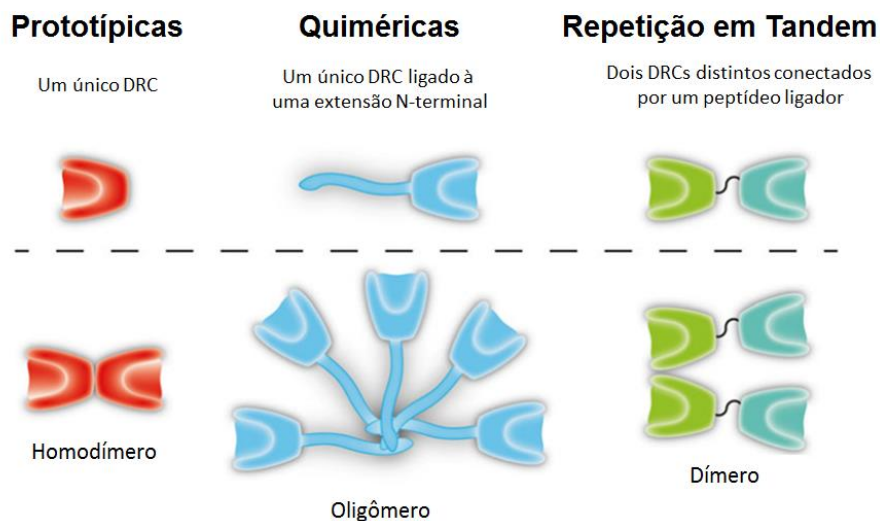 Prototípicas
Um único DRC
Quiméricas
Um único DRC ligado à
uma extensão N-terminal
Repetição em Tandem
Dois DRCs distintos conectados
por um peptídeo ligador
Homodímero
Oligômero
Dímero